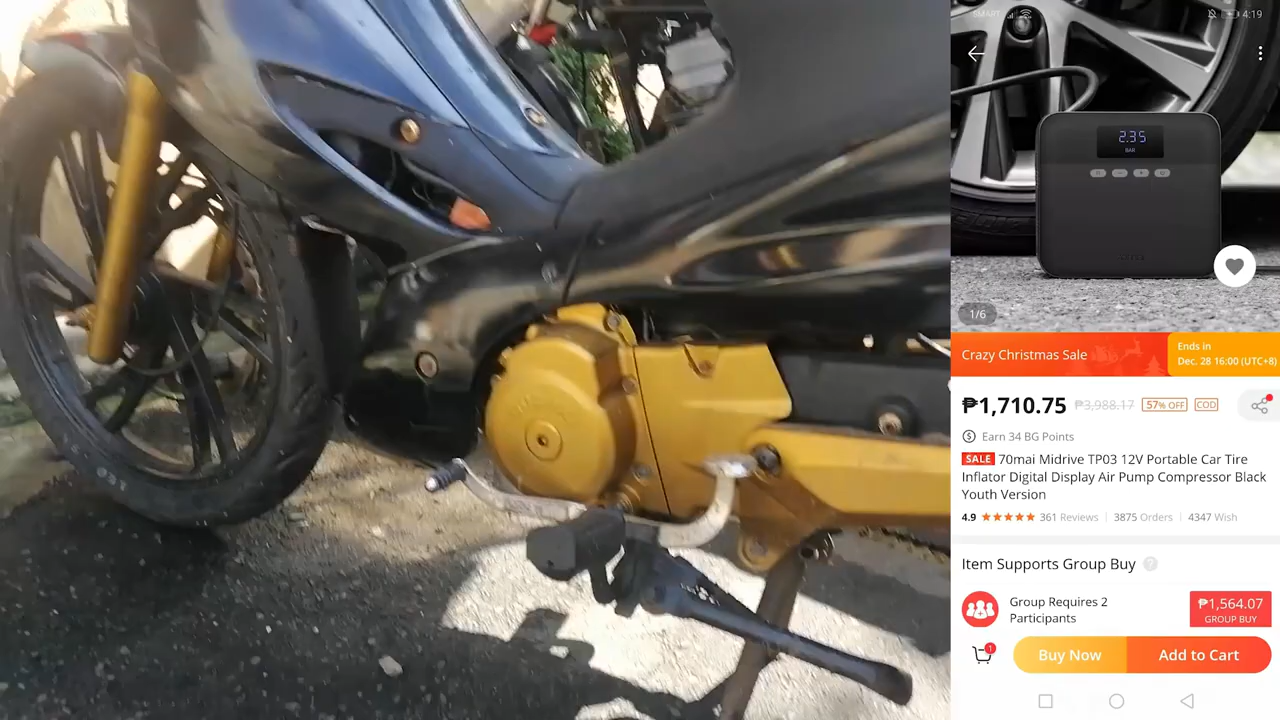 SMART
4:19
2.35
BAR
1/6
Crazy Christmas Sale
Ends in
Dec. 28 16:00 (UTC+8)
₱1,710.75 ₱3,988.17 57% OFF COD
Earn 34 BG Points
SALE 70mai Midrive TP03 12V Portable Car Tire
Inflator Digital Display Air Pump Compressor Black
Youth Version
4.9 361 Reviews | 3875 Orders | 4347 Wish
Item Supports Group Buy ?
Group Requires 2
Participants
₱1,564.07
GROUP BUY
1
Buy Now
Add to Cart